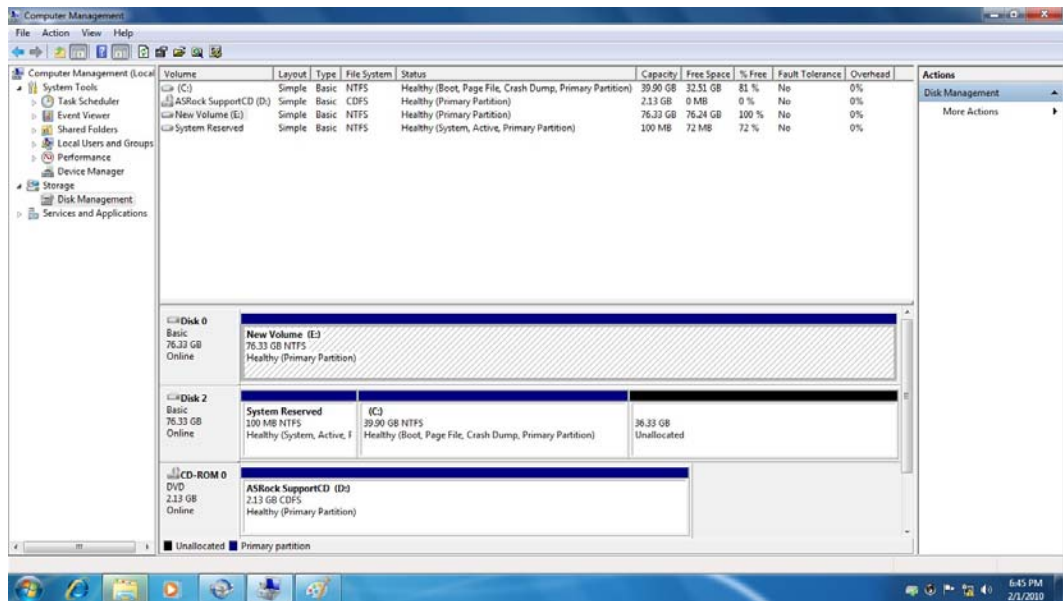 Computer Management
File Action View Help
Computer Management (Local
System Tools
Task Scheduler
Event Viewer
Shared Folders
Local Users and Groups
Performance
Device Manager
Storage
Disk Management
Services and Applications
Volume Layout Type File System Status Capacity Free Space % Free Fault Tolerance Overhead
(C:) Simple Basic NTFS Healthy (Boot, Page File, Crash Dump, Primary Partition) 39.90 GB 32.51 GB 81 % No 0%
ASRock SupportCD (D:) Simple Basic CDFS Healthy (Primary Partition) 2.13 GB 0 MB 0 % No 0%
New Volume (E:) Simple Basic NTFS Healthy (Primary Partition) 76.33 GB 76.24 GB 100 % No 0%
System Reserved Simple Basic NTFS Healthy (System, Active, Primary Partition) 100 MB 72 MB 72 % No 0%
Disk 0
Basic
76.33 GB
Online
New Volume (E:)
76.33 GB NTFS
Healthy (Primary Partition)
Disk 2
Basic
76.33 GB
Online
System Reserved
100 MB NTFS
Healthy (System, Active, P
(C:)
39.90 GB NTFS
Healthy (Boot, Page File, Crash Dump, Primary Partition)
36.33 GB
Unallocated
CD-ROM 0
DVD
2.13 GB
Online
ASRock SupportCD (D:)
2.13 GB CDFS
Healthy (Primary Partition)
Unallocated Primary partition
Actions
Disk Management
More Actions
6:45 PM
2/1/2010